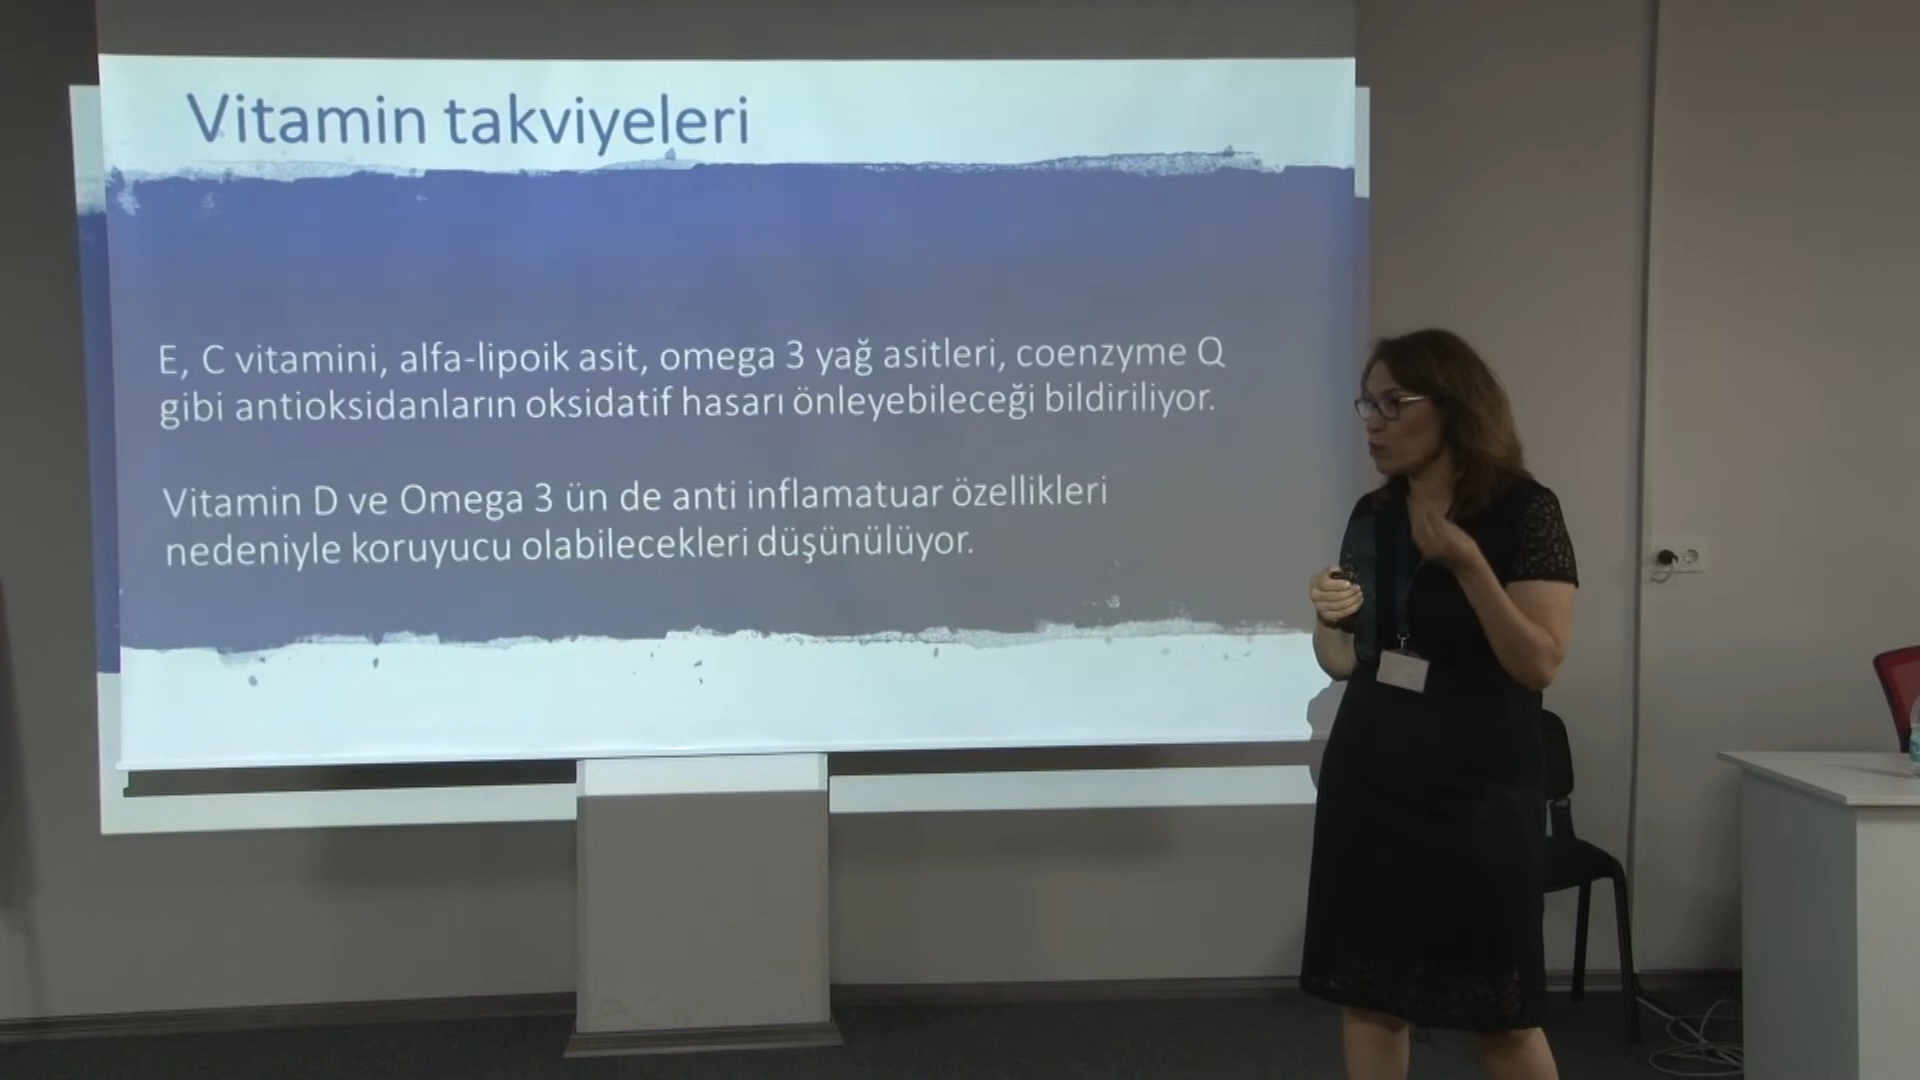 Vitamin takviyeleri
E, C vitamini, alfa-lipoik asit, omega 3 yağ asitleri, coenzyme Q
gibi antioksidanların oksidatif hasarı önleyebileceği bildiriliyor.
Vitamin D ve Omega 3 ün de anti inflamatuar özellikleri
nedeniyle koruyucu olabilecekleri düşünülüyor.